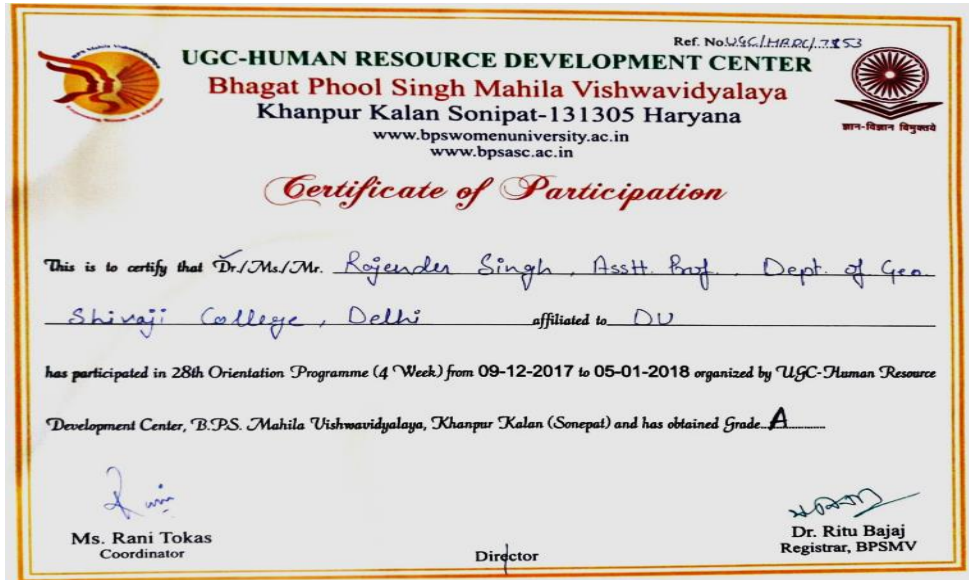 Ref. No UGC/HRDC/7853
UGC-HUMAN RESOURCE DEVELOPMENT CENTER
Bhagat Phool Singh Mahila Vishwavidyalaya
Khanpur Kalan Sonipat-131305 Haryana
www.bpswomenuniversity.ac.in
www.bpsasc.ac.in
ज्ञान-विज्ञान विमुक्तये
Certificate of Participation
This is to certify that Dr./Ms./Mr. Rajender Singh, Asstt. Prof. Dept. of Geo.
Shivaji College, Delhi affiliated to DU
has participated in 28th Orientation Programme (4 Week) from 09-12-2017 to 05-01-2018 organized by UGC-Human Resource
Development Center, B.P.S. Mahila Vishwavidyalaya, Khanpur Kalan (Sonepat) and has obtained Grade..A............
Ms. Rani Tokas
Coordinator
Director
Dr. Ritu Bajaj
Registrar, BPSMV